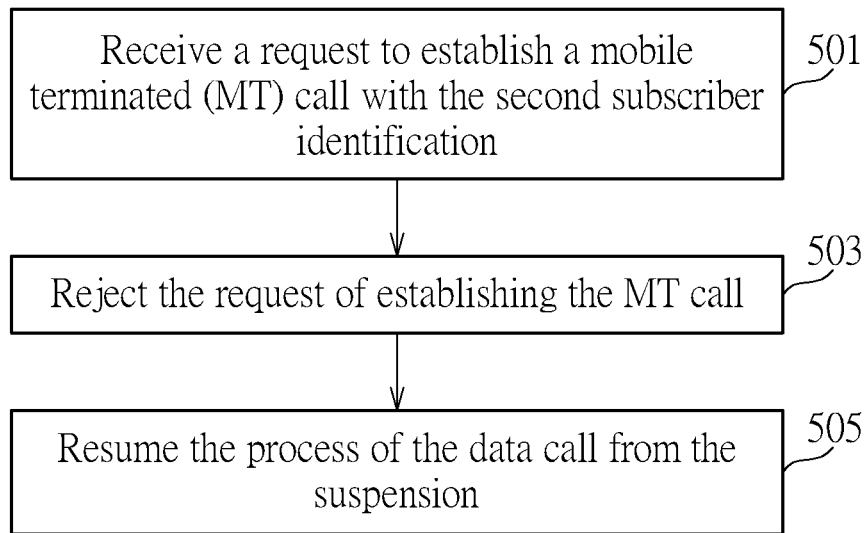 Receive a request to establish a mobile
terminated (MT) call with the second subscriber
identification
501
Reject the request of establishing the MT call
503
Resume the process of the data call from the
suspension
505